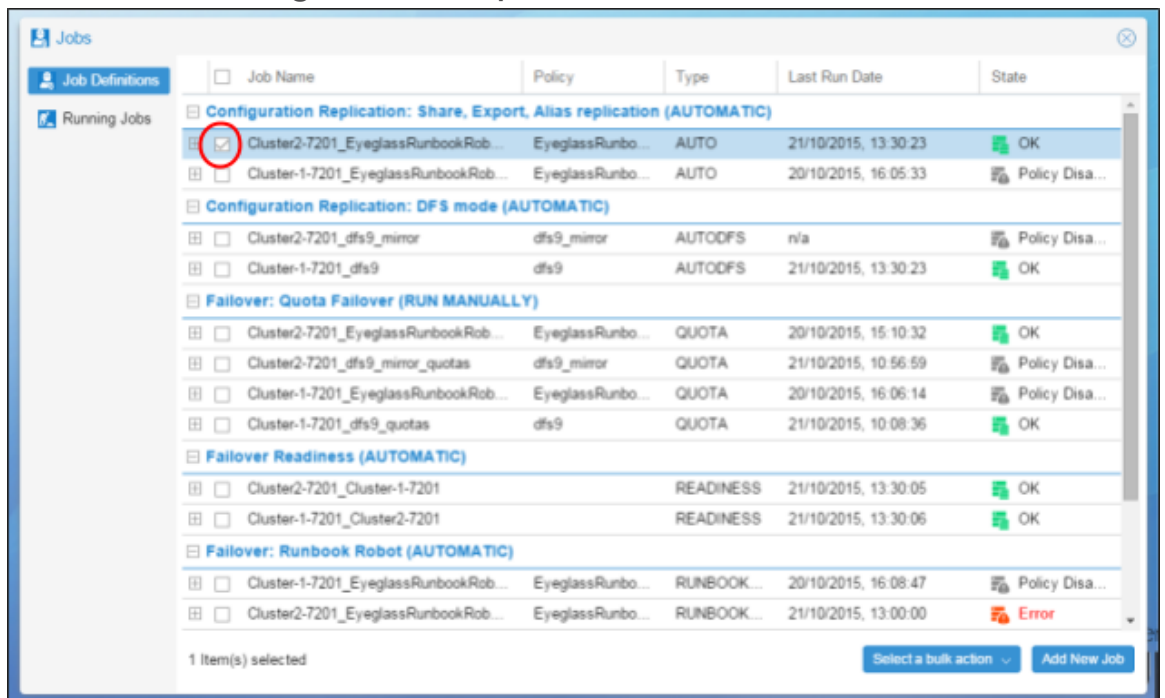 Jobs
Job Definitions
Running Jobs
Job Name Policy Type Last Run Date State
Configuration Replication: Share, Export, Alias replication (AUTOMATIC)
Cluster2-7201_EyeglassRunbookRob... EyeglassRunbo... AUTO 21/10/2015, 13:30:23 OK
Cluster-1-7201_EyeglassRunbookRob... EyeglassRunbo... AUTO 20/10/2015, 16:05:33 Policy Disa...
Configuration Replication: DFS mode (AUTOMATIC)
Cluster2-7201_dfs9_mirror dfs9_mirror AUTODFS n/a Policy Disa...
Cluster-1-7201_dfs9 dfs9 AUTODFS 21/10/2015, 13:30:23 OK
Failover: Quota Failover (RUN MANUALLY)
Cluster2-7201_EyeglassRunbookRob... EyeglassRunbo... QUOTA 20/10/2015, 15:10:32 OK
Cluster2-7201_dfs9_mirror_quotas dfs9_mirror QUOTA 21/10/2015, 10:56:59 Policy Disa...
Cluster-1-7201_EyeglassRunbookRob... EyeglassRunbo... QUOTA 20/10/2015, 16:06:14 Policy Disa...
Cluster-1-7201_dfs9_quotas dfs9 QUOTA 21/10/2015, 10:08:36 OK
Failover Readiness (AUTOMATIC)
Cluster2-7201_Cluster-1-7201 READINESS 21/10/2015, 13:30:05 OK
Cluster-1-7201_Cluster2-7201 READINESS 21/10/2015, 13:30:06 OK
Failover: Runbook Robot (AUTOMATIC)
Cluster-1-7201_EyeglassRunbookRob... EyeglassRunbo... RUNBOOK... 20/10/2015, 16:08:47 Policy Disa...
Cluster2-7201_EyeglassRunbookRob... EyeglassRunbo... RUNBOOK... 21/10/2015, 13:00:00 Error
1 Item(s) selected Select a bulk action Add New Job